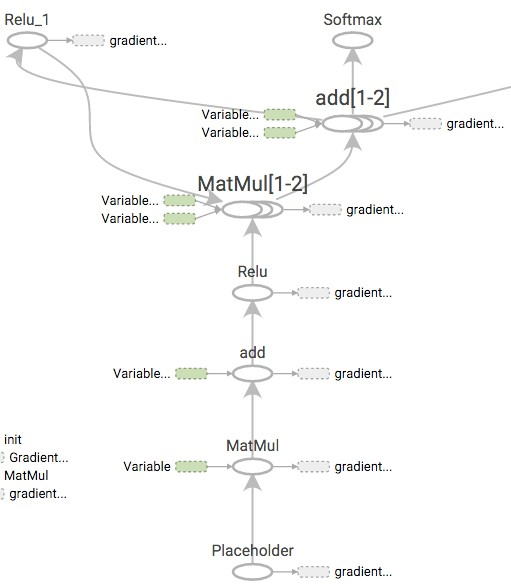 Relu_1
gradient...
Softmax
add[1-2]
Variable...
Variable...
gradient...
MatMul[1-2]
Variable...
Variable...
gradient...
Relu
gradient...
add
Variable...
gradient...
MatMul
Variable
gradient...
init
Gradient...
MatMul
gradient...
Placeholder
gradient...